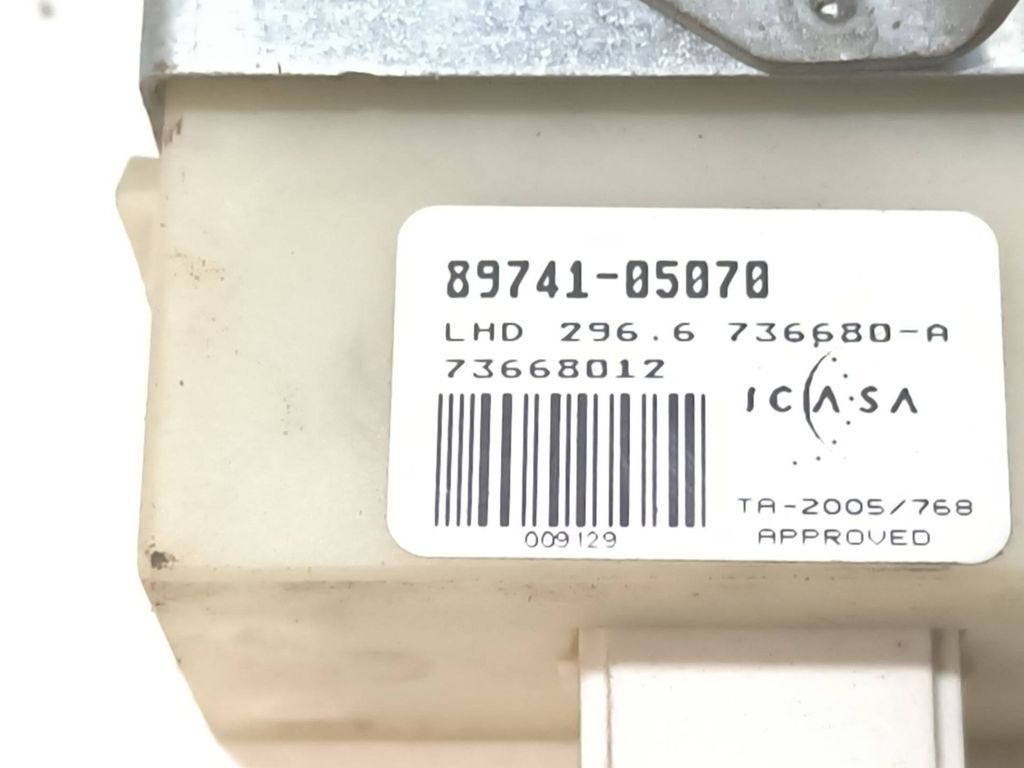 89741-05070
LHD 296.6 736680-A
73668012
ICASA
009129
TA-2005/768
APPROVED